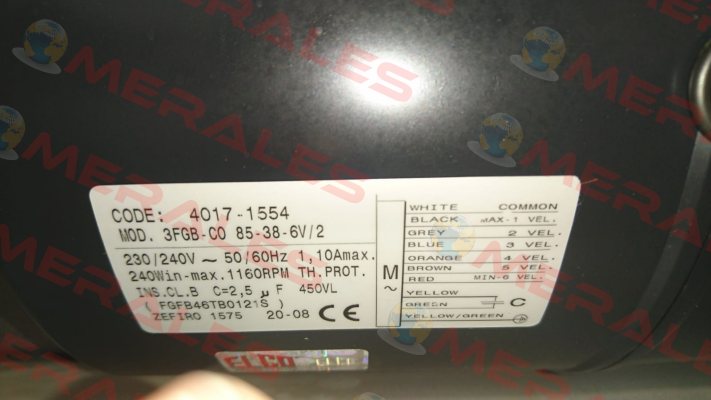 CODE: 4017-1554
MOD. 3FGB-CO 85-38-6V/2
230/240V ~ 50/60Hz 1,10Amax.
240Win-max.1160RPM TH.PROT.
INS.CL.B C=2,5 µF 450VL
( FGFB46TB0121S )
ZEFIRO 1575 20-08 CE
M
~
WHITE COMMON
BLACK MAX-1 VEL.
GREY 2 VEL.
BLUE 3 VEL.
ORANGE 4 VEL.
BROWN 5 VEL.
RED MIN-6 VEL.
YELLOW
GREEN C
YELLOW/GREEN
ELCO
MERALES
MERALES
MERALES
MERALES
MERALES